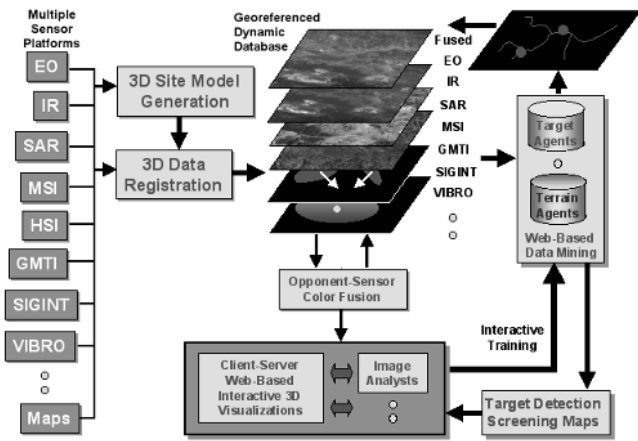 Multiple
Sensor
Platforms
EO
IR
SAR
MSI
HSI
GMTI
SIGINT
VIBRO
Maps
3D Site Model
Generation
3D Data
Registration
Georeferenced
Dynamic
Database
Fused
EO
IR
SAR
MSI
GMTI
SIGINT
VIBRO
Target
Agents
Terrain
Agents
Web-Based
Data Mining
Opponent-Sensor
Color Fusion
Client-Server
Web-Based
Interactive 3D
Visualizations
Image
Analysts
Interactive
Training
Target Detection
Screening Maps